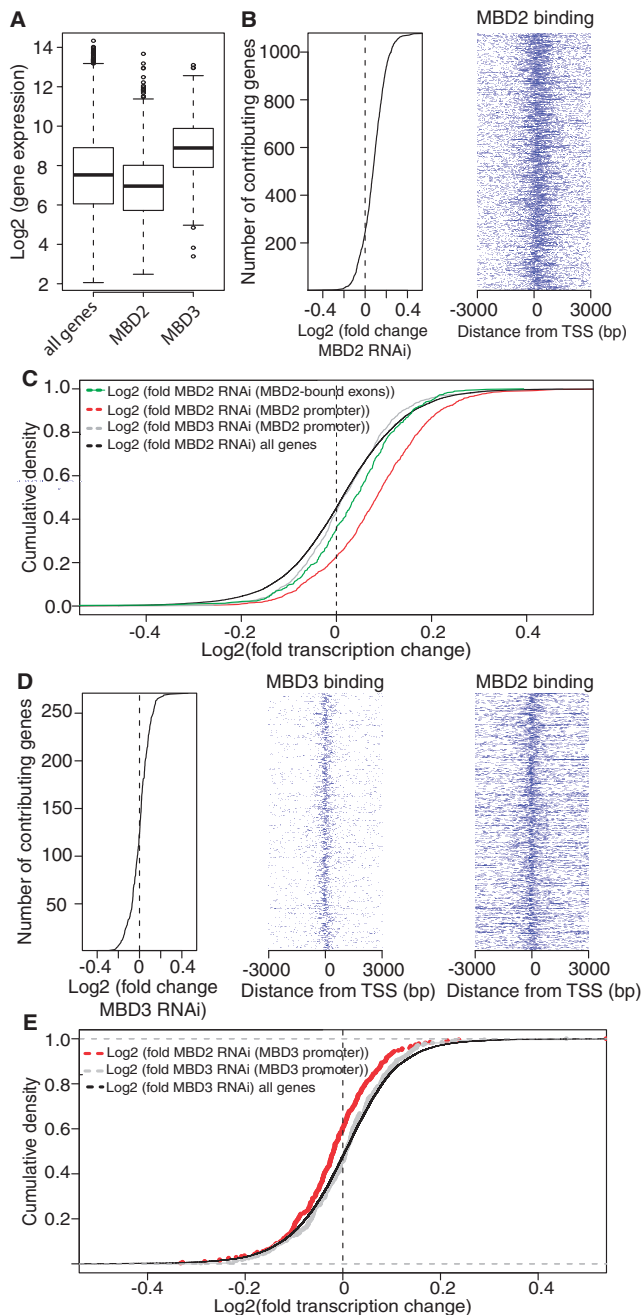 A
Log2 (gene expression)
14
12
10
8
6
4
2
all genes
MBD2
MBD3
B
Number of contributing genes
1000
800
600
400
200
-0.4
0
0.4
Log2 (fold change
MBD2 RNAi)
MBD2 binding
-3000
0
3000
Distance from TSS (bp)
C
Cumulative density
1.0
0.8
0.6
0.4
0.2
0.0
Log2 (fold MBD2 RNAi (MBD2-bound exons))
Log2 (fold MBD2 RNAi (MBD2 promoter))
Log2 (fold MBD3 RNAi (MBD2 promoter))
Log2 (fold MBD2 RNAi) all genes
-0.4
-0.2
0
0.2
0.4
Log2(fold transcription change)
D
Number of contributing genes
250
200
150
100
50
-0.4
0
0.4
Log2 (fold change
MBD3 RNAi)
MBD3 binding
-3000
0
3000
Distance from TSS (bp)
MBD2 binding
-3000
0
3000
Distance from TSS (bp)
E
Cumulative density
1.0
0.8
0.6
0.4
0.2
Log2 (fold MBD2 RNAi (MBD3 promoter))
Log2 (fold MBD3 RNAi (MBD3 promoter))
Log2 (fold MBD3 RNAi) all genes
-0.4
-0.2
0
0.2
0.4
Log2(fold transcription change)